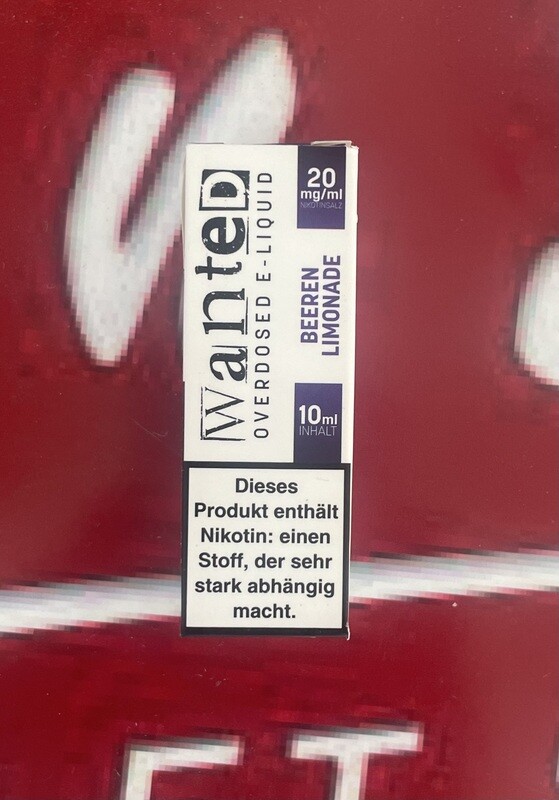 Wanted
OVERDOSED E-LIQUID
20
mg/ml
NIKOTINSALZ
BEEREN
LIMONADE
10ml
INHALT
Dieses
Produkt enthält
Nikotin: einen
Stoff, der sehr
stark abhängig
macht.